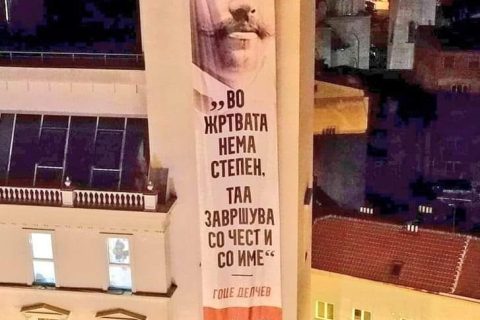 „ВО
ЖРТВАТА
НЕМА
СТЕПЕН,
ТАА
ЗАВРШУВА
СО ЧЕСТ И
СО ИМЕ“
ГОЦЕ ДЕЛЧЕВ